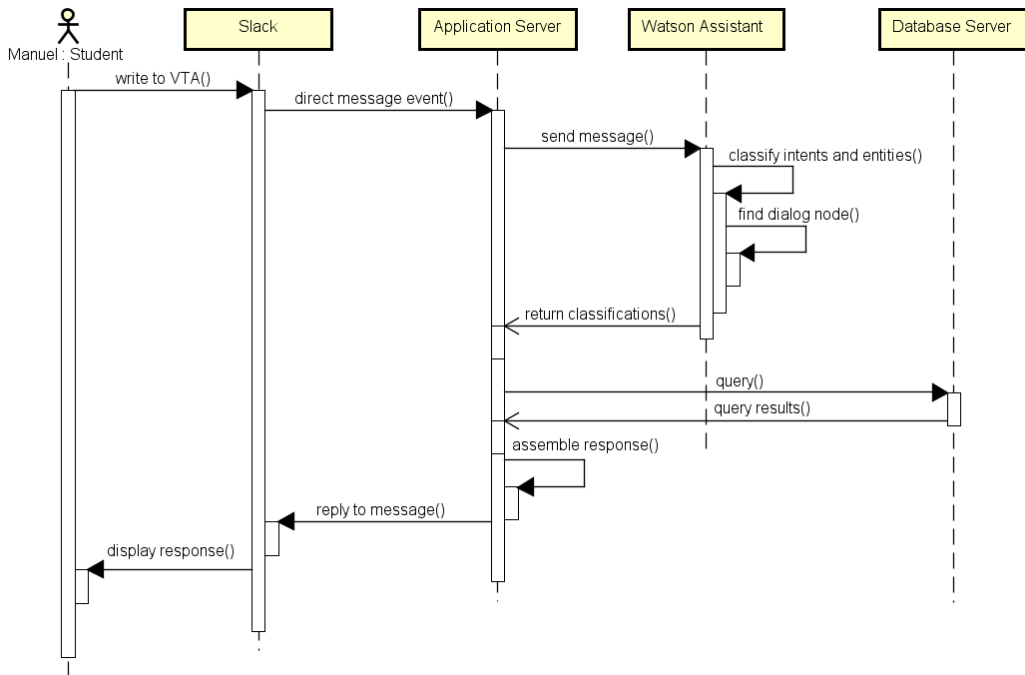 Slack
Application Server
Watson Assistant
Database Server
Manuel : Student
write to VTA()
direct message event()
send message()
classify intents and entities()
find dialog node()
return classifications()
query()
query results()
assemble response()
reply to message()
display response()